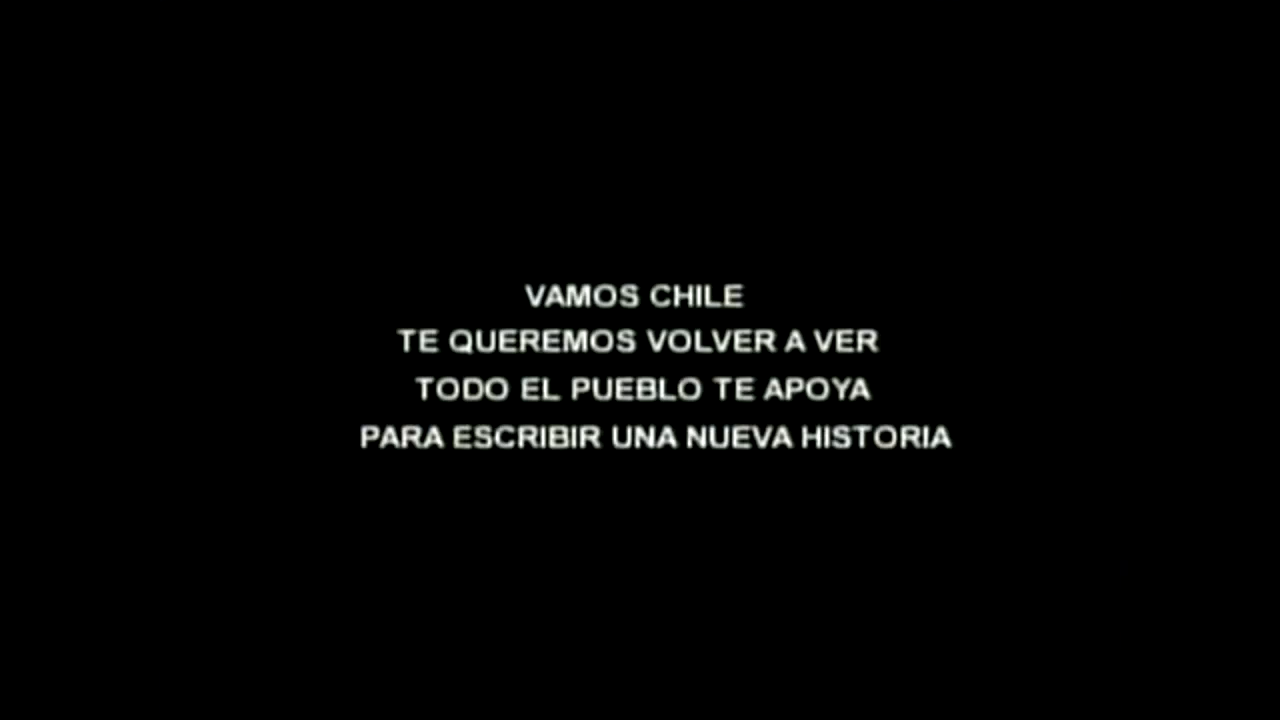 VAMOS CHILE
TE QUEREMOS VOLVER A VER
TODO EL PUEBLO TE APOYA
PARA ESCRIBIR UNA NUEVA HISTORIA